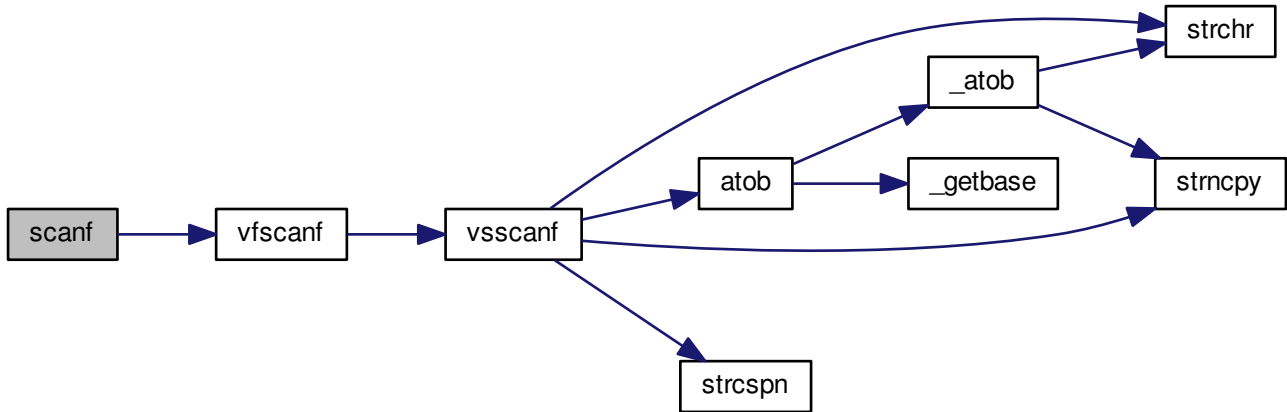 scanf
vfscanf
vsscanf
atob
_atob
_getbase
strchr
strncpy
strcspn